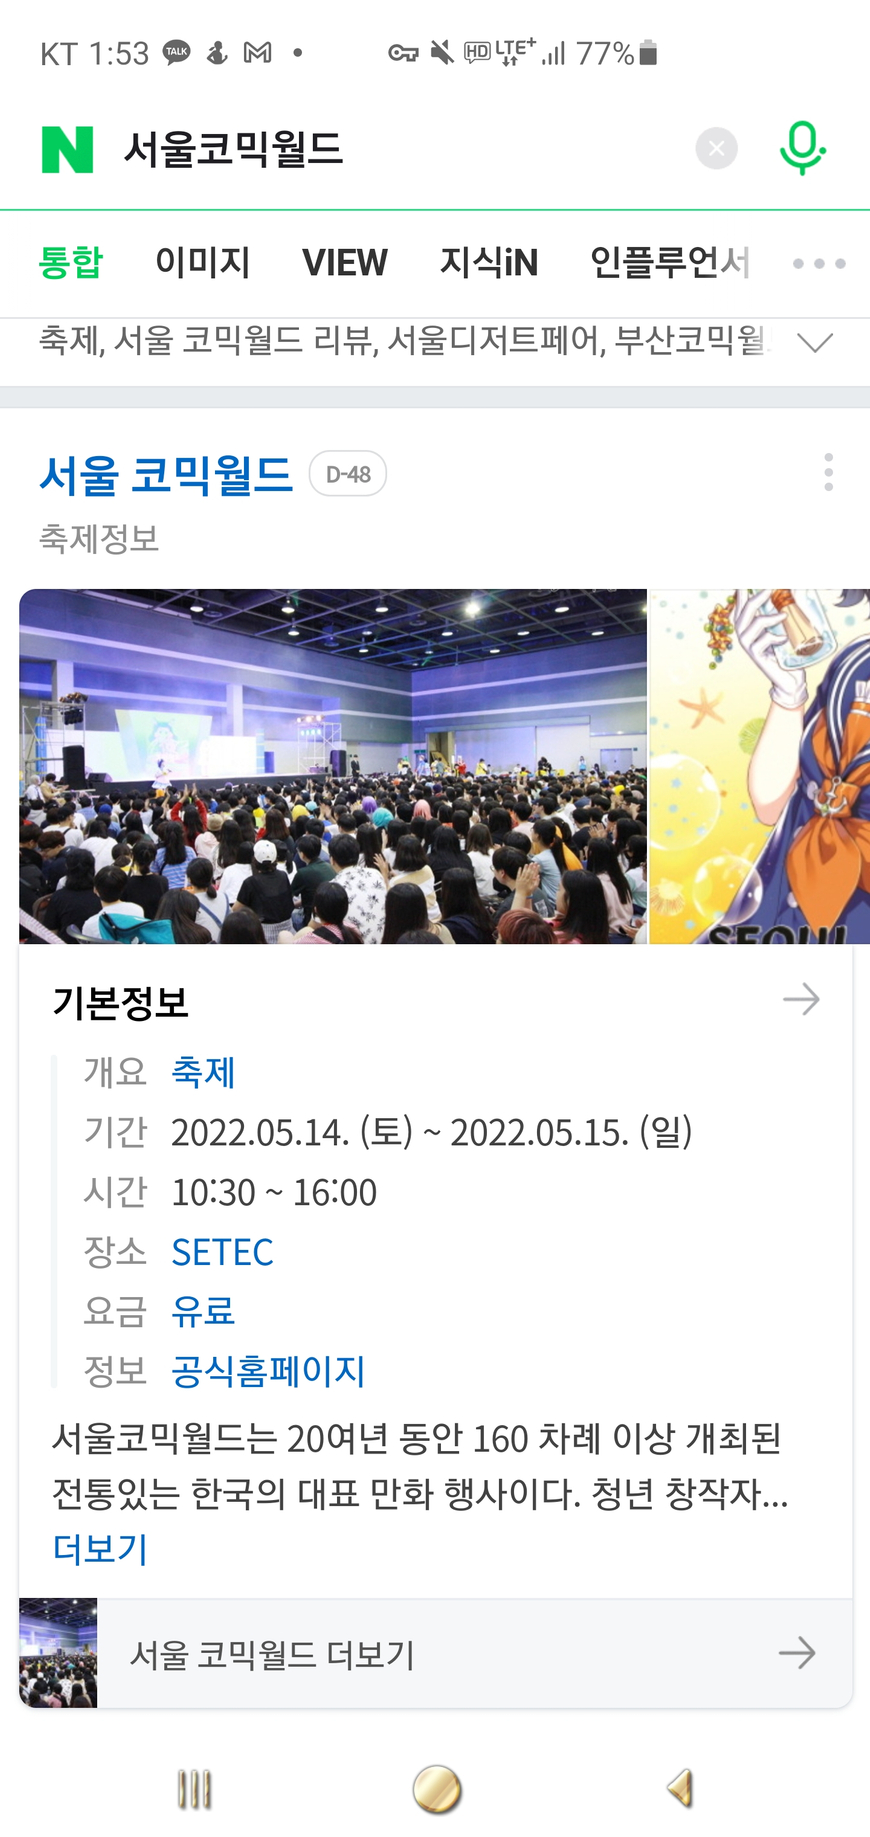 KT 1:53 TALK HD LTE+ 77%
N 서울코믹월드
통합 이미지 VIEW 지식iN 인플루언서
축제, 서울 코믹월드 리뷰, 서울디저트페어, 부산코믹월
서울 코믹월드 D-48
축제정보
SEOUL
기본정보
개요 축제
기간 2022.05.14. (토) ~ 2022.05.15. (일)
시간 10:30 ~ 16:00
장소 SETEC
요금 유료
정보 공식홈페이지
서울코믹월드는 20여년 동안 160 차례 이상 개최된
전통있는 한국의 대표 만화 행사이다. 청년 창작자...
더보기
서울 코믹월드 더보기